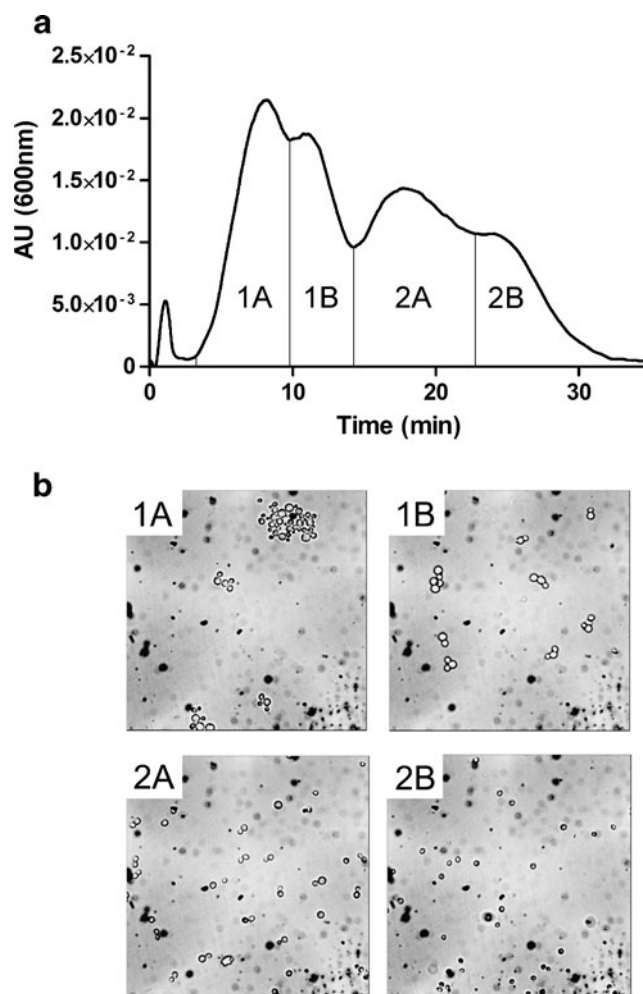 a
2.5×10⁻²
2.0×10⁻²
1.5×10⁻²
1.0×10⁻²
5.0×10⁻³
0
AU (600nm)
1A 1B 2A 2B
0 10 20 30
Time (min)
b
1A 1B
2A 2B